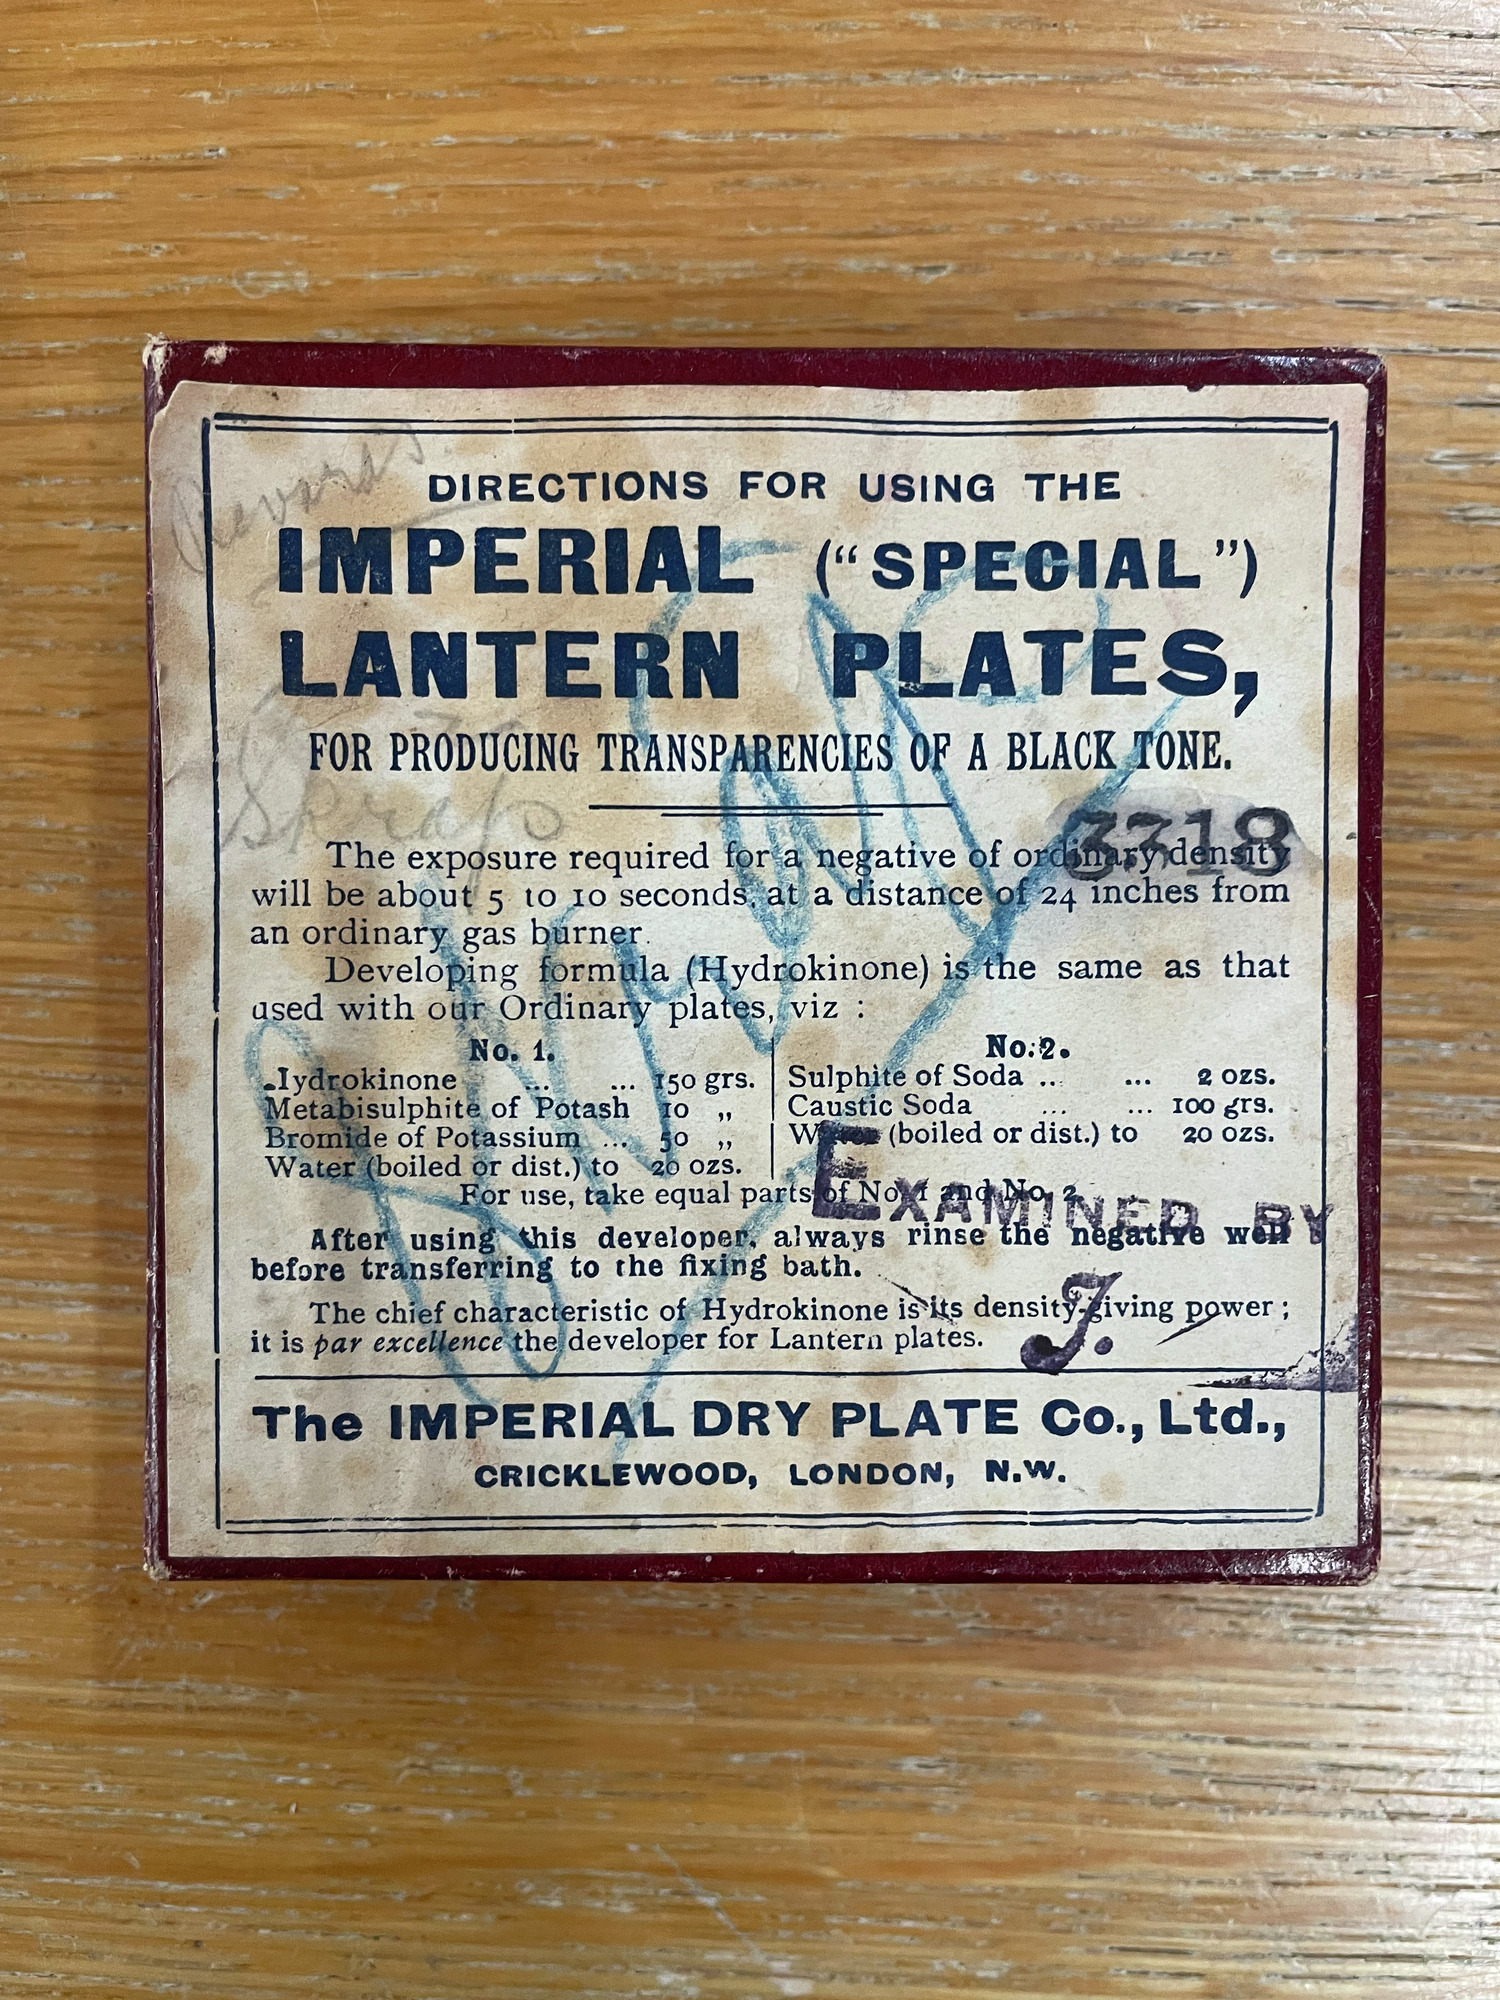 DIRECTIONS FOR USING THE
IMPERIAL ("SPECIAL")
LANTERN PLATES,
FOR PRODUCING TRANSPARENCIES OF A BLACK TONE.
Scraps
3318
The exposure required for a negative of ordinary density
will be about 5 to 10 seconds, at a distance of 24 inches from
an ordinary gas burner.
Developing formula (Hydrokinone) is the same as that
used with our Ordinary plates, viz :
No. 1.
Hydrokinone ... ... 150 grs.
Metabisulphite of Potash 10 „
Bromide of Potassium ... 50 „
Water (boiled or dist.) to 20 ozs.
No. 2.
Sulphite of Soda ... ... 2 ozs.
Caustic Soda ... ... 100 grs.
Water (boiled or dist.) to 20 ozs.
For use, take equal parts of No. 1 and No. 2
EXAMINED BY
J.
After using this developer, always rinse the negative well
before transferring to the fixing bath.
The chief characteristic of Hydrokinone is its density-giving power ;
it is par excellence the developer for Lantern plates.
The IMPERIAL DRY PLATE Co., Ltd.,
CRICKLEWOOD, LONDON, N.W.